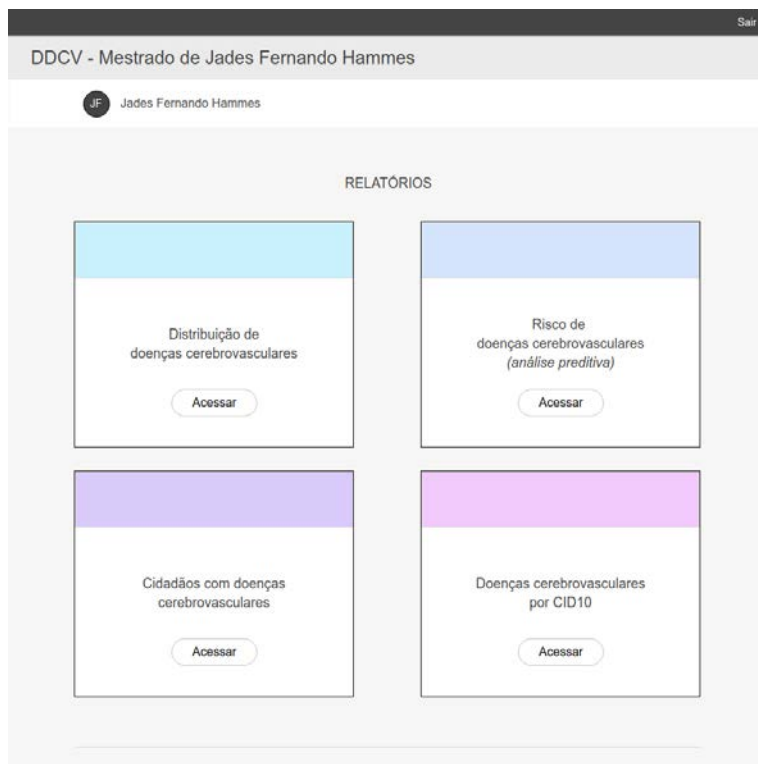 Sair
DDCV - Mestrado de Jades Fernando Hammes
JF
Jades Fernando Hammes
RELATÓRIOS
Distribuição de
doenças cerebrovasculares
Acessar
Risco de
doenças cerebrovasculares
(análise preditiva)
Acessar
Cidadãos com doenças
cerebrovasculares
Acessar
Doenças cerebrovasculares
por CID10
Acessar